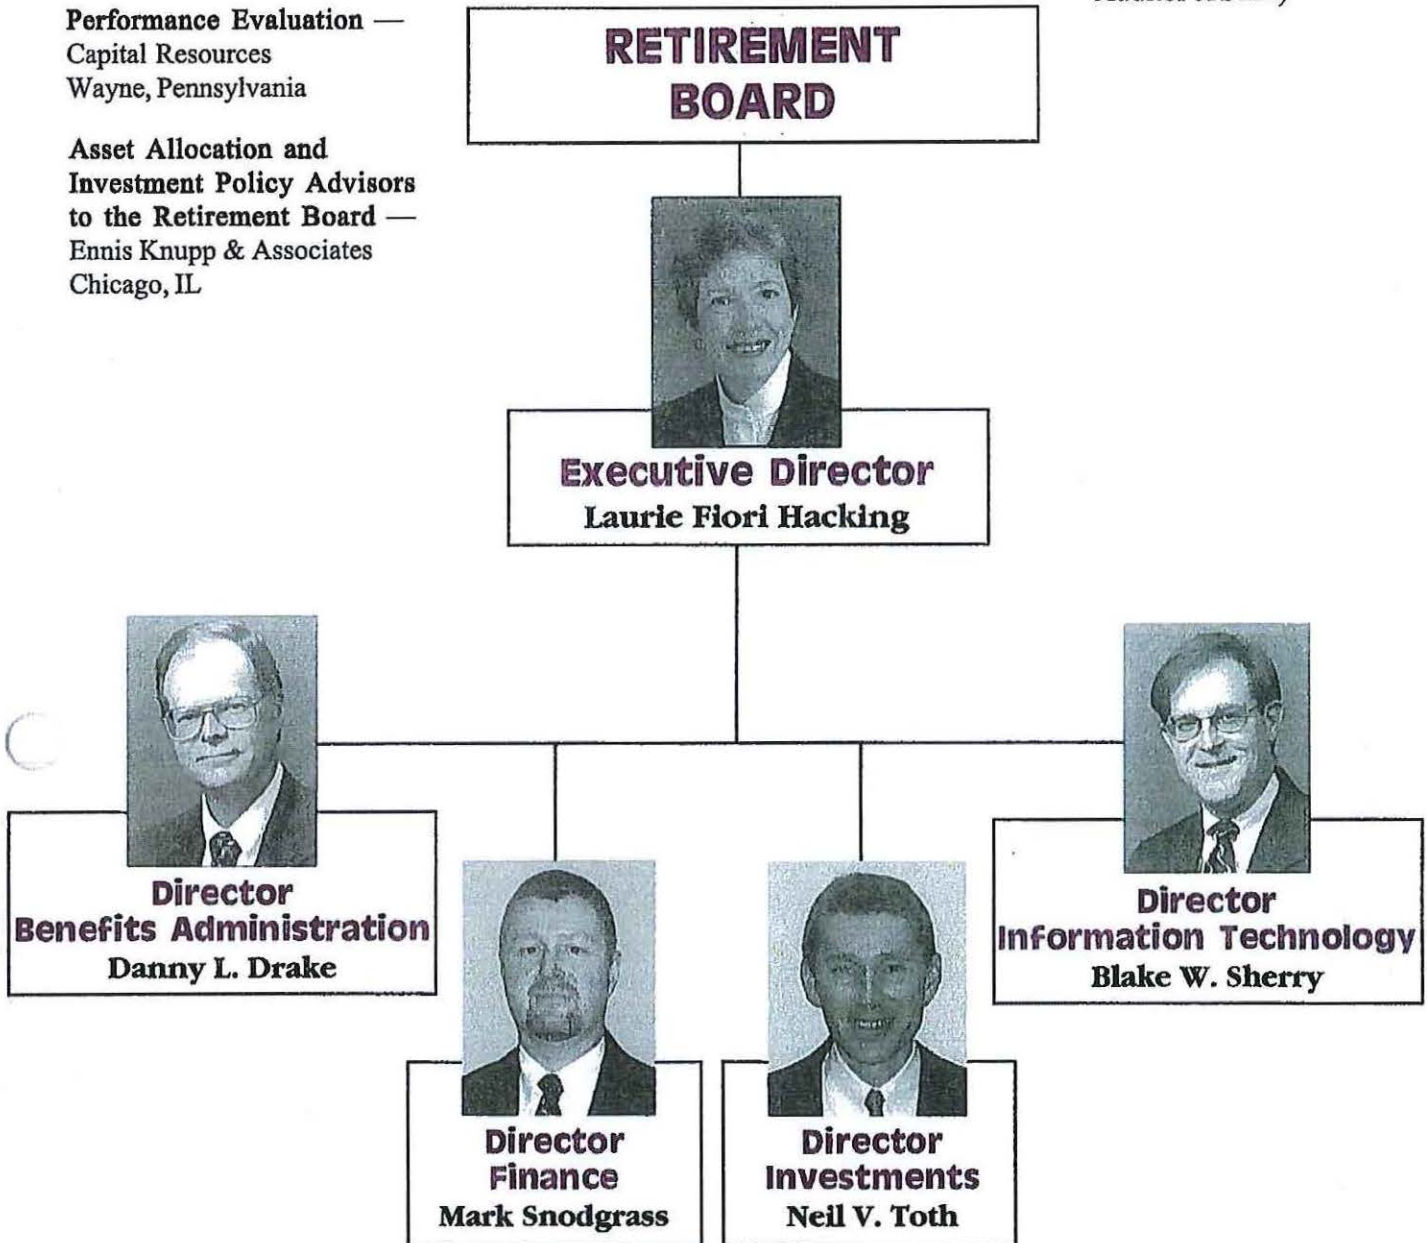 Performance Evaluation —
Capital Resources
Wayne, Pennsylvania
Asset Allocation and
Investment Policy Advisors
to the Retirement Board —
Ennis Knupp & Associates
Chicago, IL
RETIREMENT
BOARD
Executive Director
Laurie Fiori Hacking
Director
Benefits Administration
Danny L. Drake
Director
Finance
Mark Snodgrass
Director
Investments
Neil V. Toth
Director
Information Technology
Blake W. Sherry